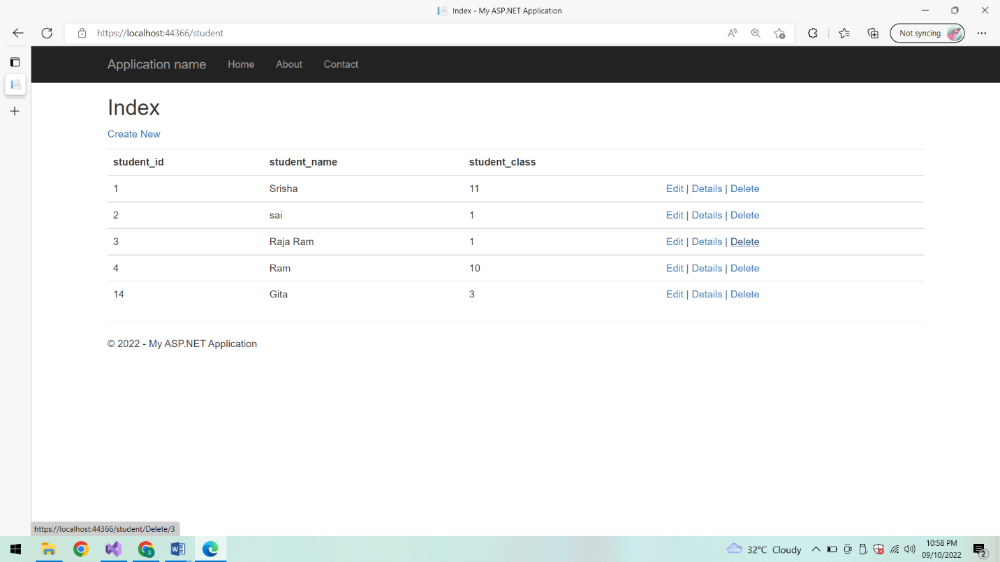 Index - My ASP.NET Application
https://localhost:44366/student
Not syncing
Application name Home About Contact
Index
Create New
student_id student_name student_class
1 Srisha 11 Edit | Details | Delete
2 sai 1 Edit | Details | Delete
3 Raja Ram 1 Edit | Details | Delete
4 Ram 10 Edit | Details | Delete
14 Gita 3 Edit | Details | Delete
© 2022 - My ASP.NET Application
https://localhost:44366/student/Delete/3
32°C Cloudy
10:58 PM
09/10/2022
2